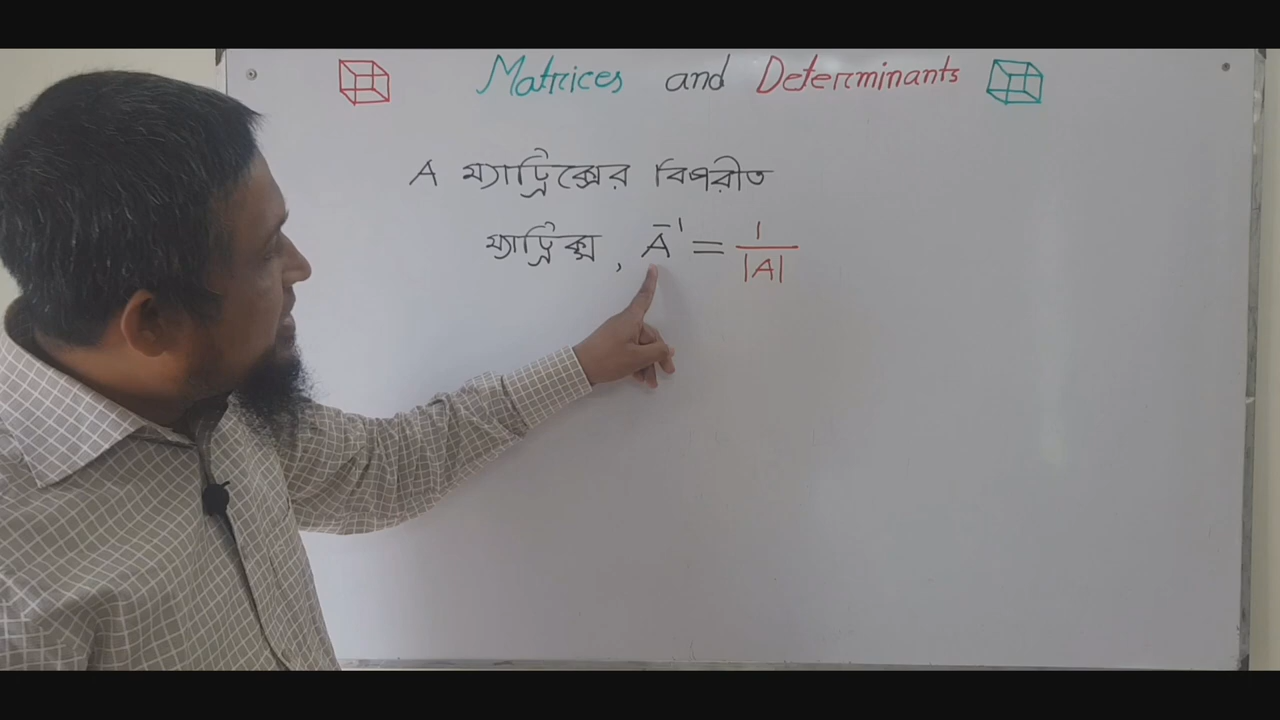 Matrices and Determinants
A ম্যাট্রিক্সের বিপরীত
ম্যাট্রিক্স, A⁻¹ = 1/|A|